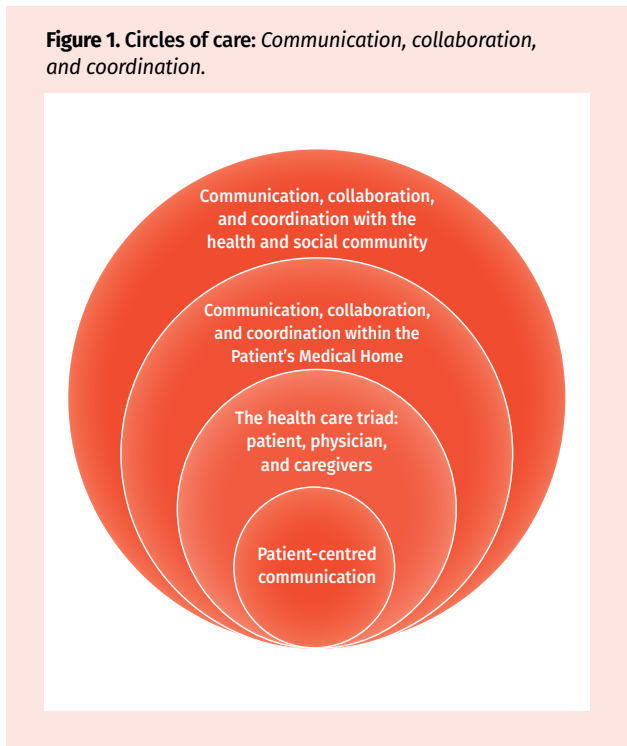 Figure 1. Circles of care: Communication, collaboration,
and coordination.
Communication, collaboration,
and coordination with the
health and social community
Communication, collaboration,
and coordination within the
Patient’s Medical Home
The health care triad:
patient, physician,
and caregivers
Patient-centred
communication